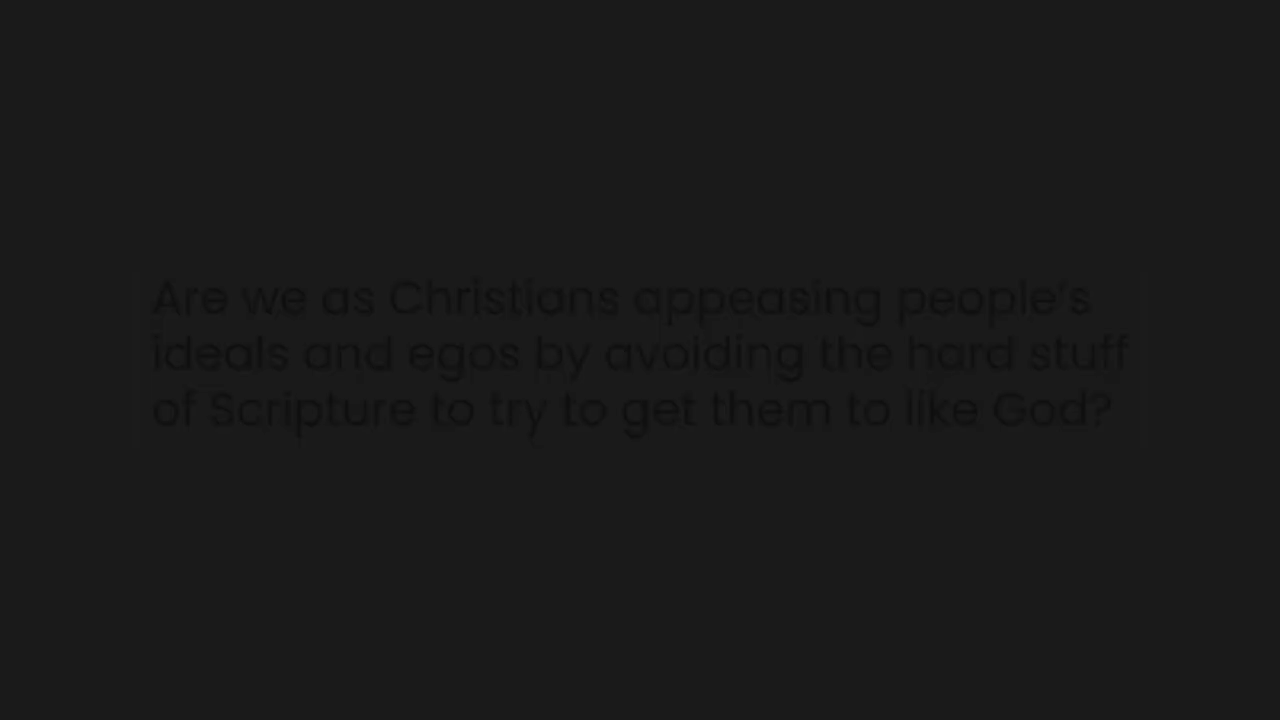 Are we as Christians appeasing people's
ideals and egos by avoiding the hard stuff
of Scripture to try to get them to like God?